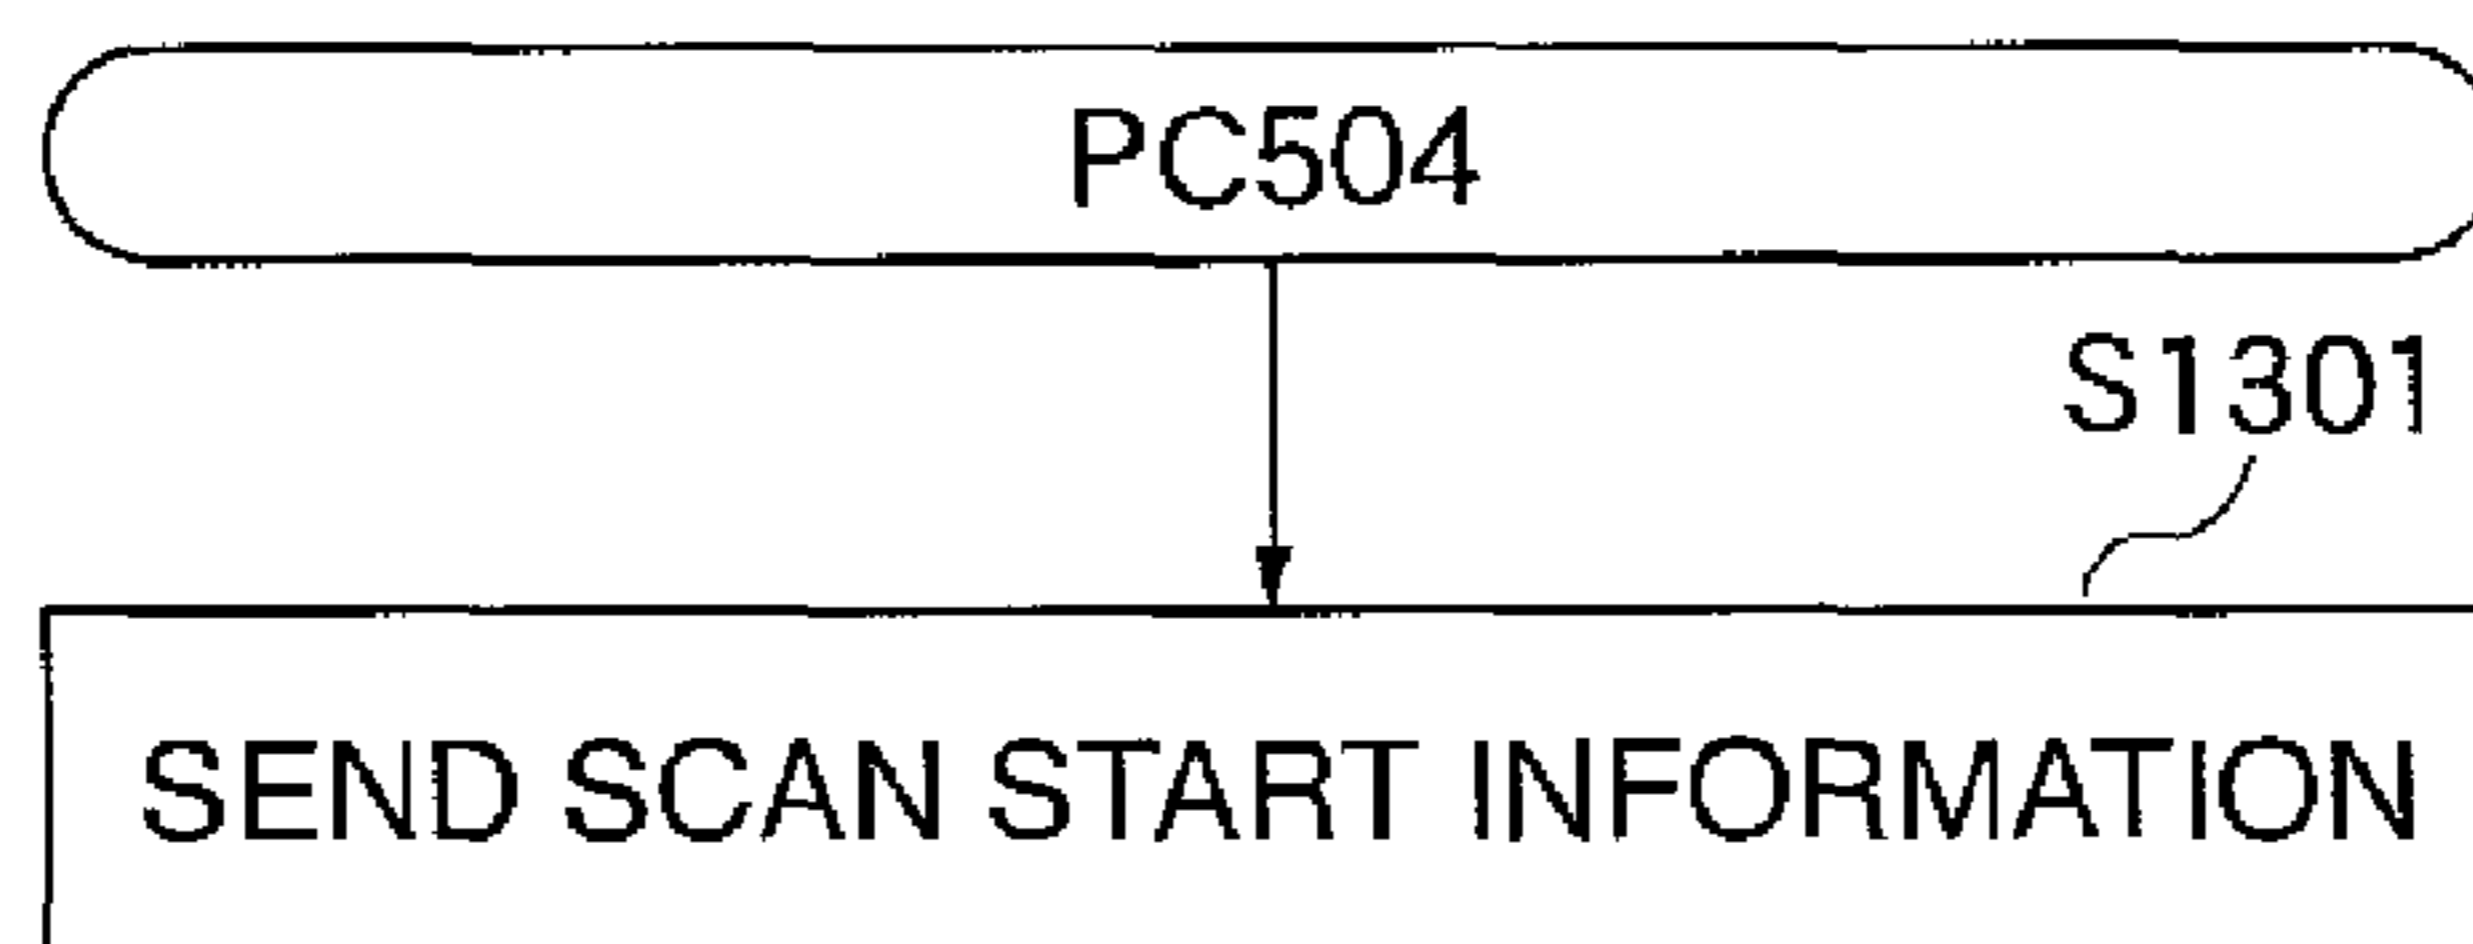 PC504
S1301
SEND SCAN START INFORMATION